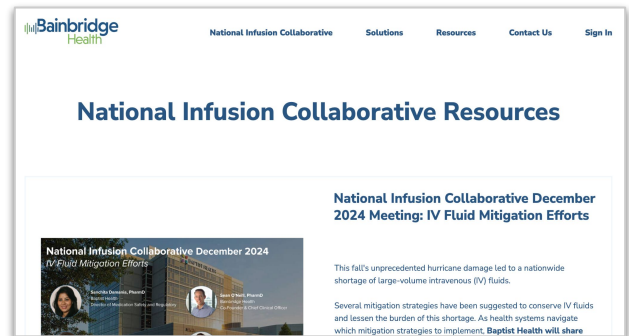 Bainbridge
Health
National Infusion Collaborative Solutions Resources Contact Us Sign In
National Infusion Collaborative Resources
National Infusion Collaborative December
2024 Meeting: IV Fluid Mitigation Efforts
National Infusion Collaborative December 2024
IV Fluid Mitigation Efforts
Sanchita Demania, PharmD
Baptist Health
Director of Medication Safety and Regulatory
Sean O'Neill, PharmD
Bainbridge Health
Co-Founder & Chief Clinical Officer
This fall's unprecedented hurricane damage led to a nationwide
shortage of large-volume intravenous (IV) fluids.
Several mitigation strategies have been suggested to conserve IV fluids
and lessen the burden of this shortage. As health systems navigate
which mitigation strategies to implement, Baptist Health will share